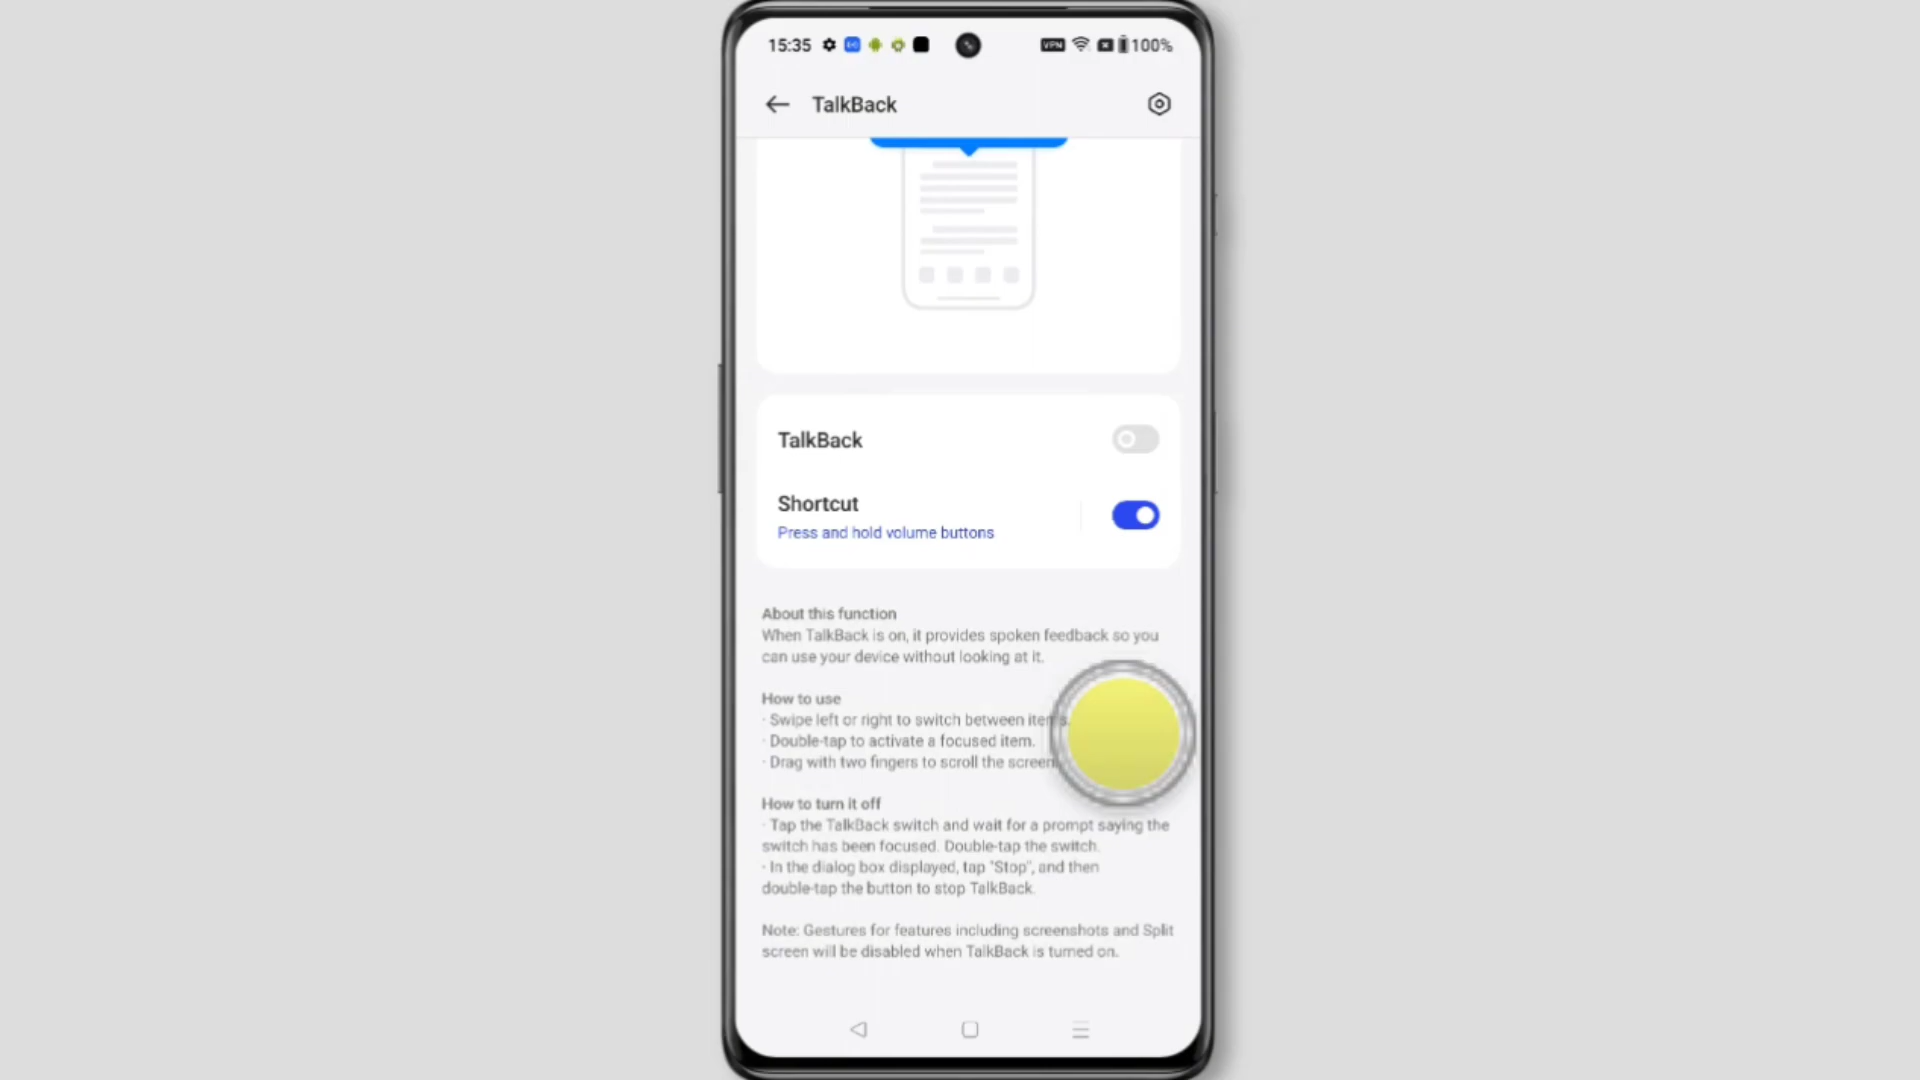 15:35
VPN
100%
TalkBack
TalkBack
Shortcut
Press and hold volume buttons
About this function
When TalkBack is on, it provides spoken feedback so you
can use your device without looking at it.
How to use
· Swipe left or right to switch between items.
· Double-tap to activate a focused item.
· Drag with two fingers to scroll the screen.
How to turn it off
· Tap the TalkBack switch and wait for a prompt saying the
switch has been focused. Double-tap the switch.
· In the dialog box displayed, tap "Stop", and then
double-tap the button to stop TalkBack.
Note: Gestures for features including screenshots and Split
screen will be disabled when TalkBack is turned on.